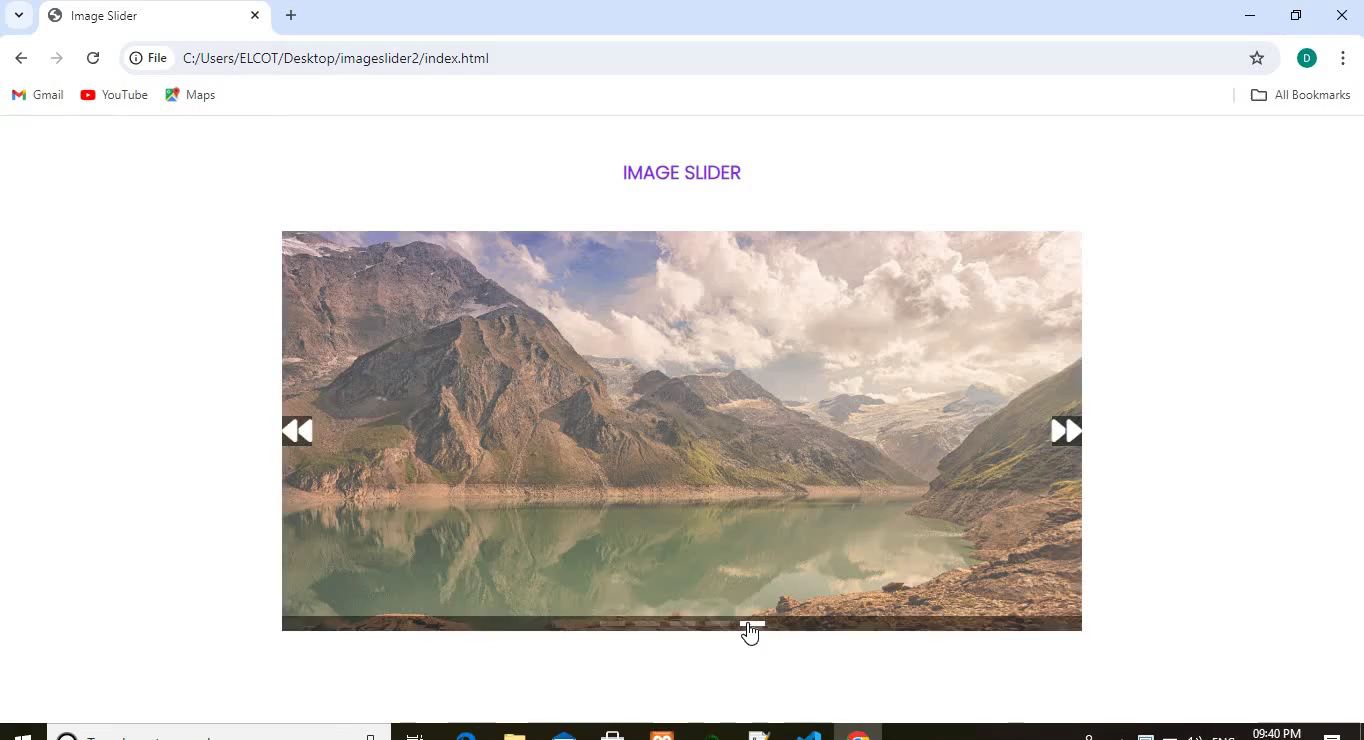 Image Slider
File C:/Users/ELCOT/Desktop/imageslider2/index.html
D
Gmail YouTube Maps All Bookmarks
IMAGE SLIDER
09:40 PM